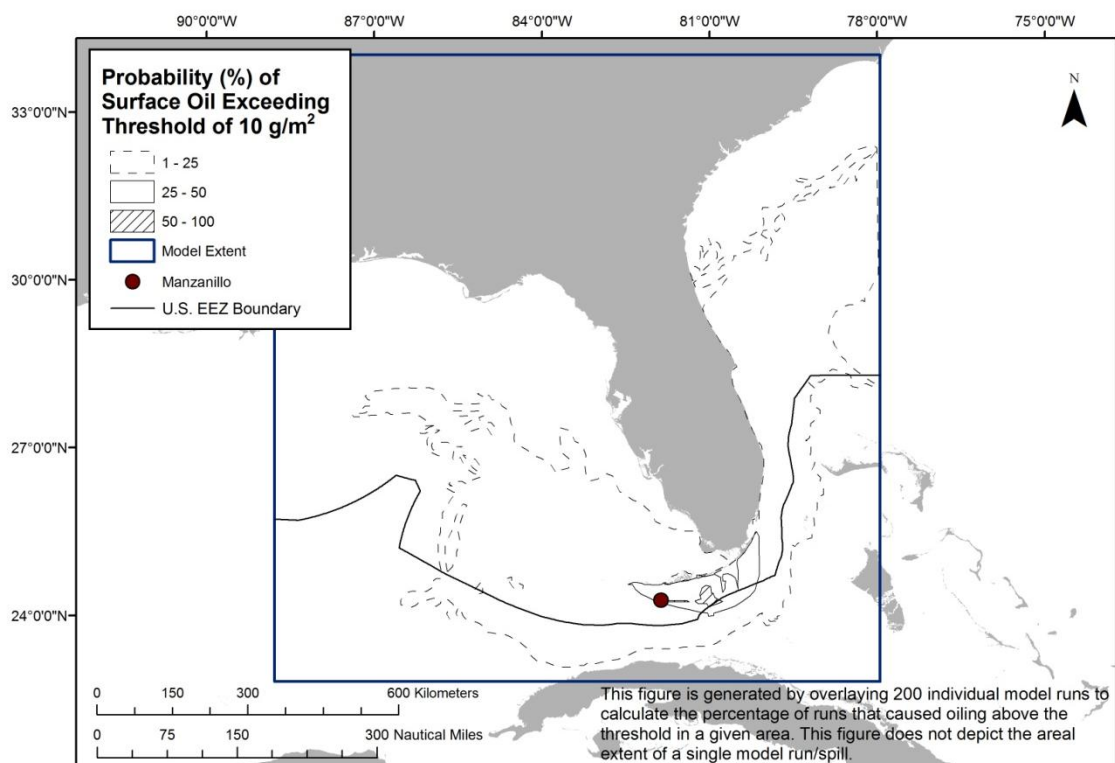 90°0'0"W 87°0'0"W 84°0'0"W 81°0'0"W 78°0'0"W 75°0'0"W
Probability (%) of
Surface Oil Exceeding
Threshold of 10 g/m²
1 - 25
25 - 50
50 - 100
Model Extent
Manzanillo
U.S. EEZ Boundary
N
33°0'0"N
30°0'0"N
27°0'0"N
24°0'0"N
0 150 300 600 Kilometers
0 75 150 300 Nautical Miles
This figure is generated by overlaying 200 individual model runs to
calculate the percentage of runs that caused oiling above the
threshold in a given area. This figure does not depict the areal
extent of a single model run/spill.